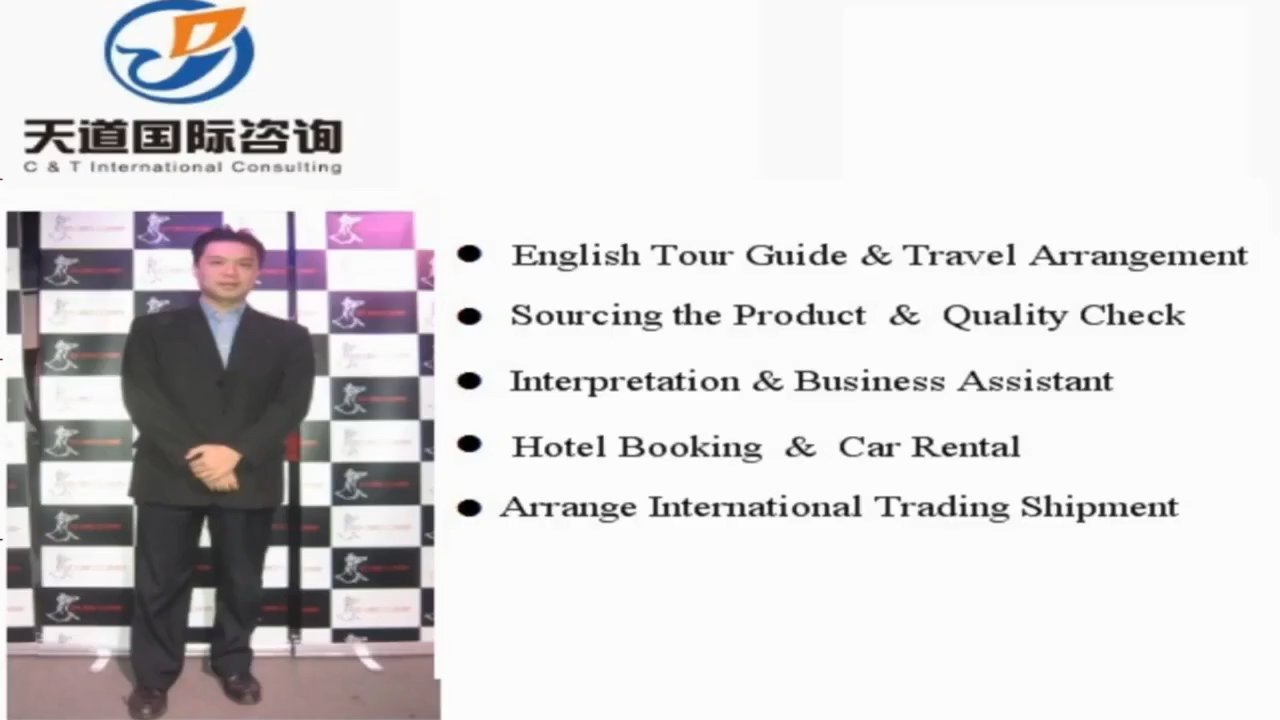 天道国际咨询
C & T International Consulting
English Tour Guide & Travel Arrangement
Sourcing the Product & Quality Check
Interpretation & Business Assistant
Hotel Booking & Car Rental
Arrange International Trading Shipment